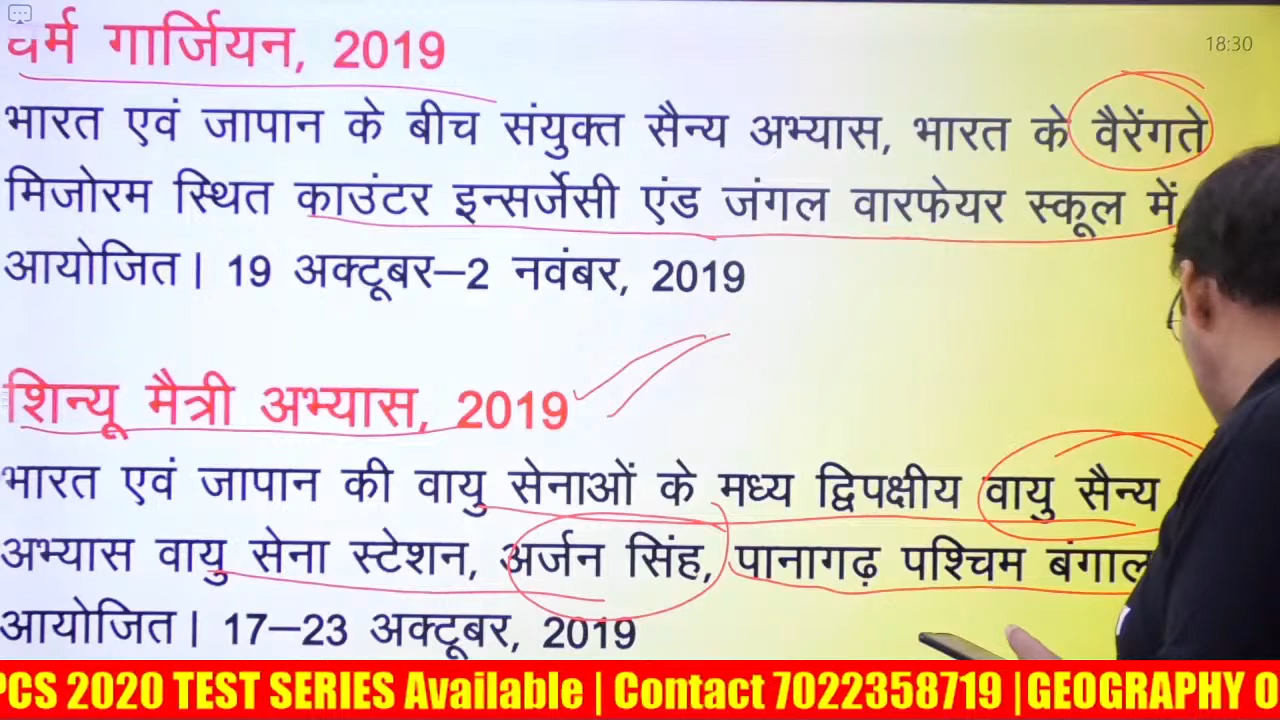 18:30
धर्म गार्जियन, 2019
भारत एवं जापान के बीच संयुक्त सैन्य अभ्यास, भारत के वैरेंगते
मिजोरम स्थित काउंटर इन्सर्जेसी एंड जंगल वारफेयर स्कूल में
आयोजित। 19 अक्टूबर–2 नवंबर, 2019
शिन्यू मैत्री अभ्यास, 2019
भारत एवं जापान की वायु सेनाओं के मध्य द्विपक्षीय वायु सैन्य
अभ्यास वायु सेना स्टेशन, अर्जन सिंह, पानागढ़ पश्चिम बंगाल
आयोजित। 17–23 अक्टूबर, 2019
PCS 2020 TEST SERIES Available | Contact 7022358719 |GEOGRAPHY O